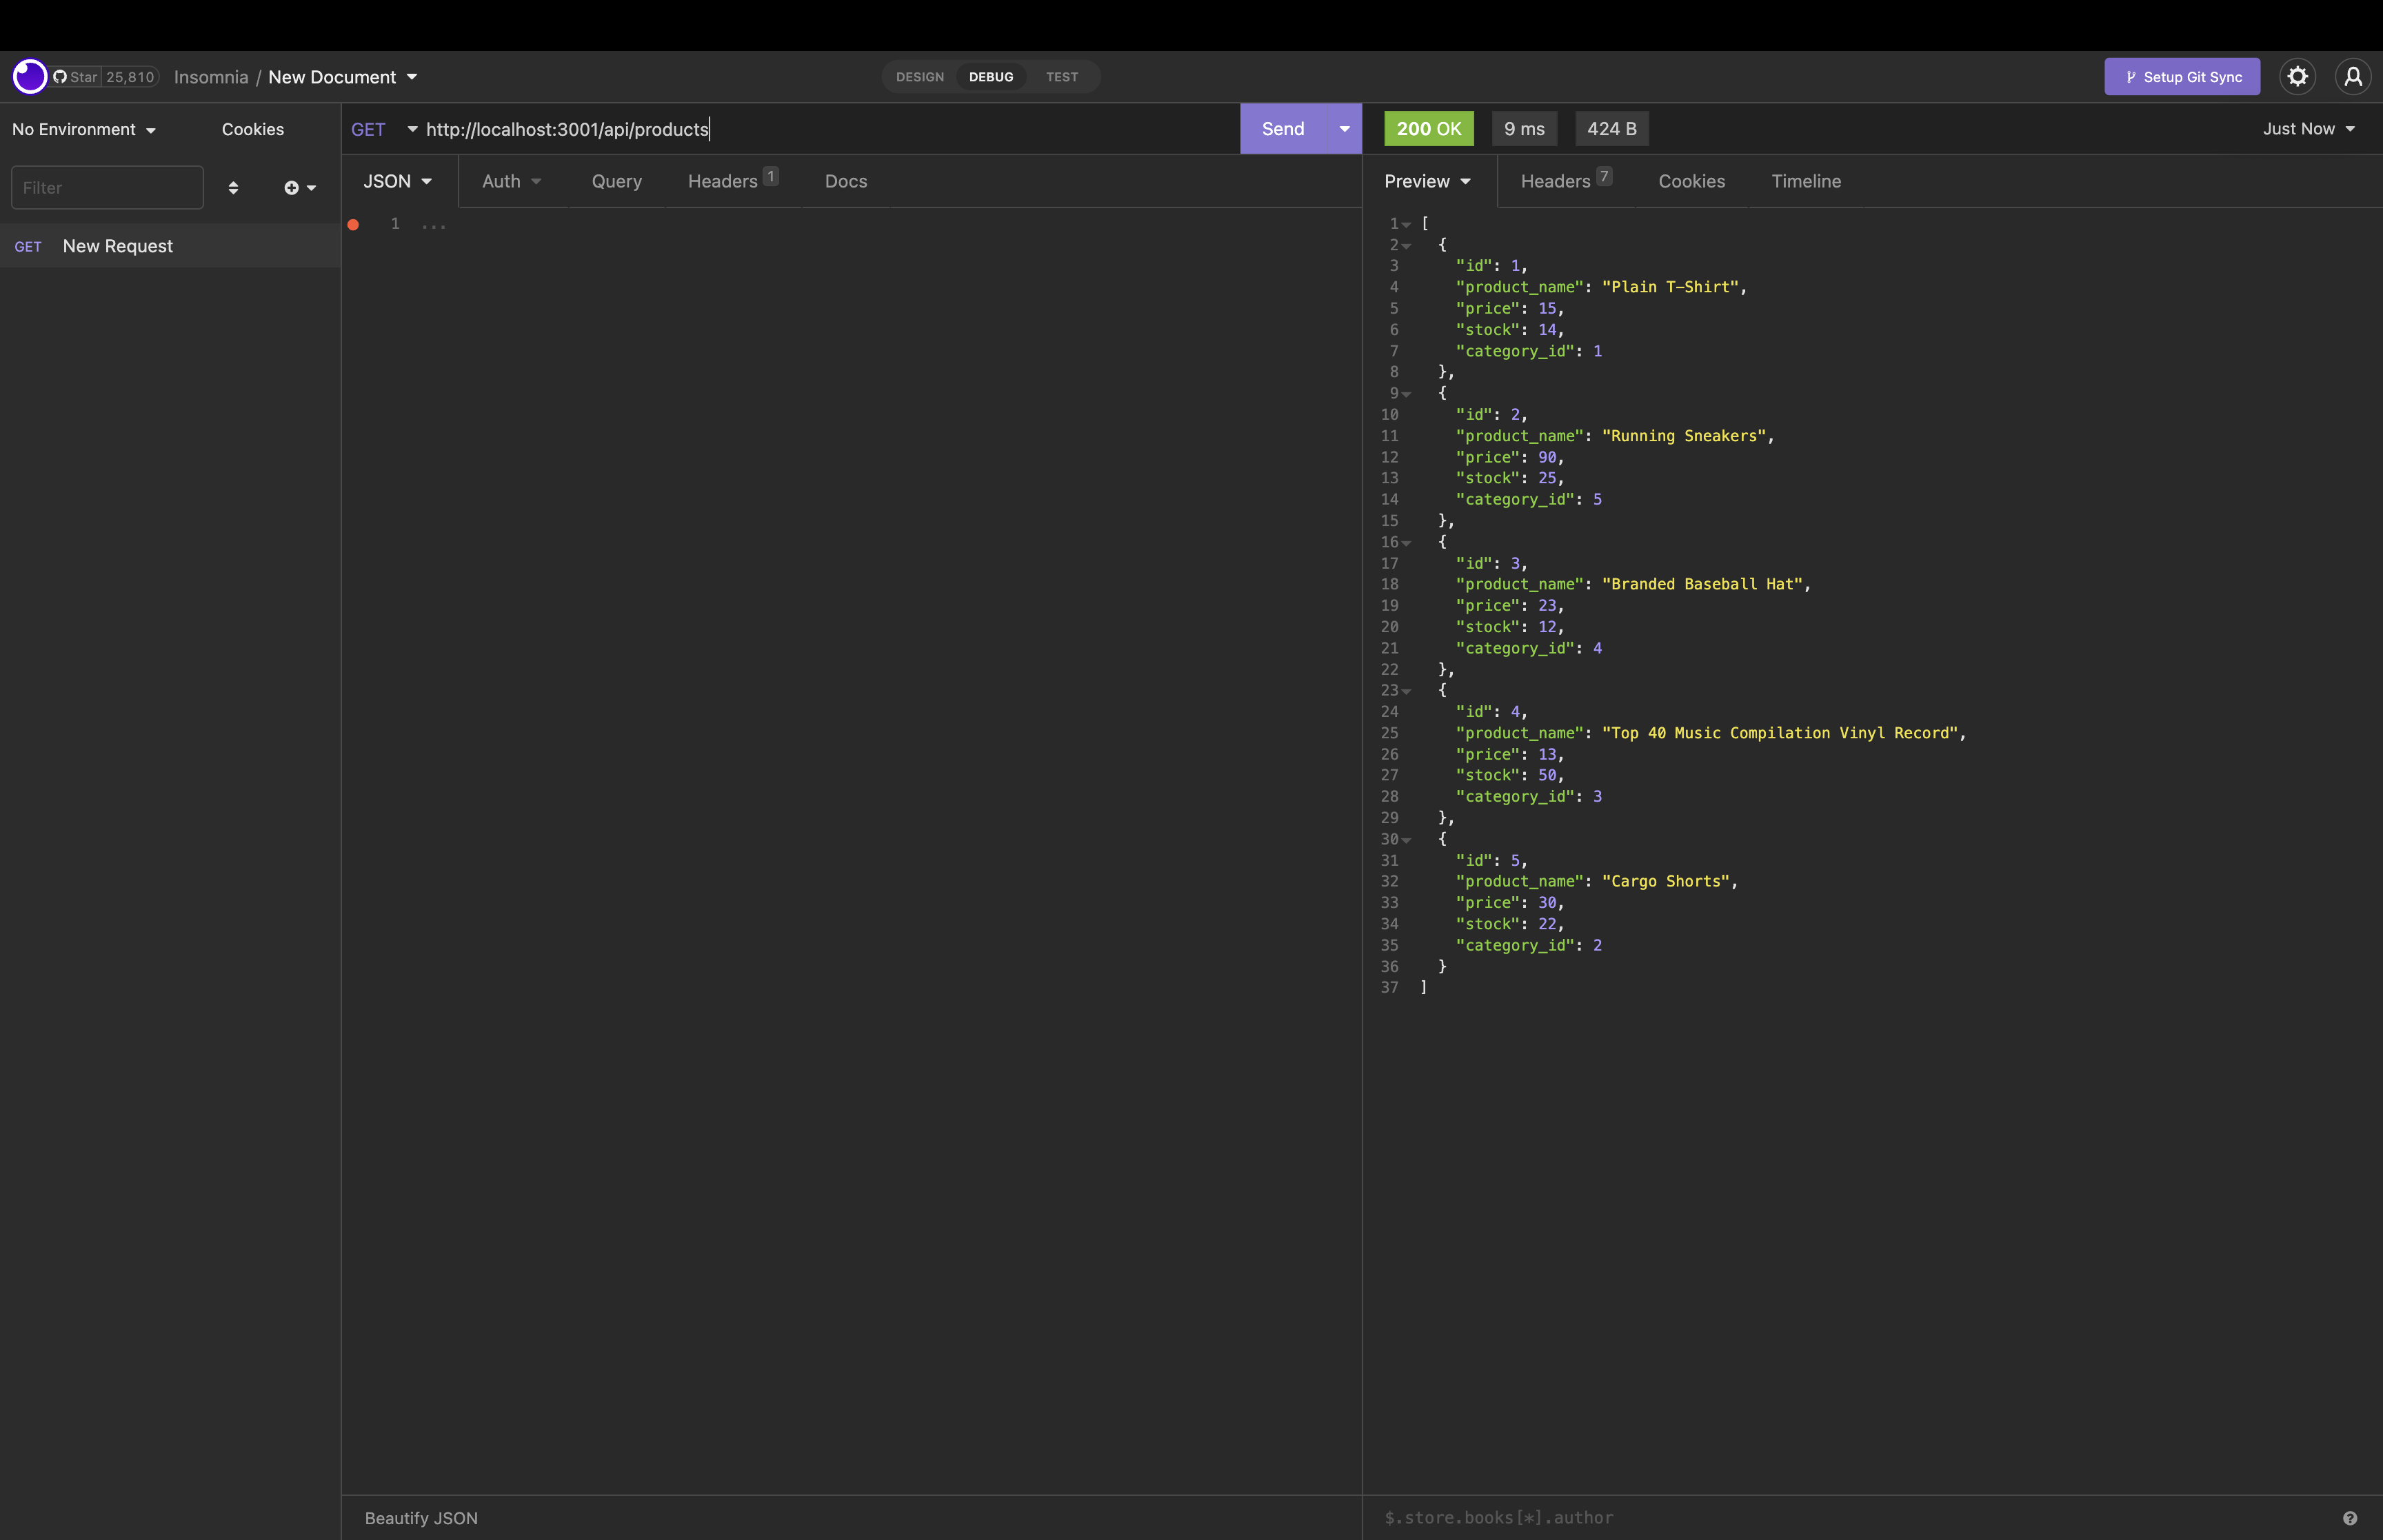 Star 25,810 Insomnia / New Document
DESIGN DEBUG TEST
Setup Git Sync
No Environment Cookies
GET http://localhost:3001/api/products
Send
200 OK 9 ms 424 B
Just Now
Filter
JSON Auth Query Headers 1 Docs
Preview Headers 7 Cookies Timeline
GET New Request
1 ...
1 [
2 {
3 "id": 1,
4 "product_name": "Plain T-Shirt",
5 "price": 15,
6 "stock": 14,
7 "category_id": 1
8 },
9 {
10 "id": 2,
11 "product_name": "Running Sneakers",
12 "price": 90,
13 "stock": 25,
14 "category_id": 5
15 },
16 {
17 "id": 3,
18 "product_name": "Branded Baseball Hat",
19 "price": 23,
20 "stock": 12,
21 "category_id": 4
22 },
23 {
24 "id": 4,
25 "product_name": "Top 40 Music Compilation Vinyl Record",
26 "price": 13,
27 "stock": 50,
28 "category_id": 3
29 },
30 {
31 "id": 5,
32 "product_name": "Cargo Shorts",
33 "price": 30,
34 "stock": 22,
35 "category_id": 2
36 }
37 ]
Beautify JSON
$.store.books[*].author
?